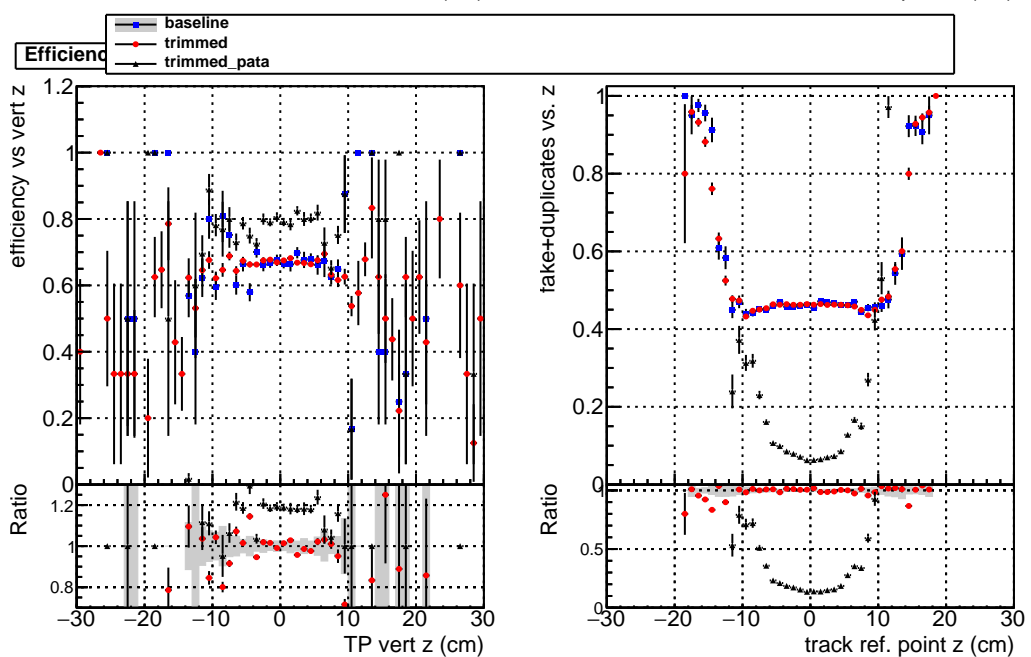 baseline
trimmed
trimmed_pata
Efficienc
efficiency vs vert z
1.2
1
0.8
0.6
0.4
0.2
0
Ratio
1.2
1
0.8
−30 −20 −10 0 10 20 30
TP vert z (cm)
fake+duplicates vs. z
1
0.8
0.6
0.4
0.2
0
Ratio
0.5
0
−30 −20 −10 0 10 20 30
track ref. point z (cm)